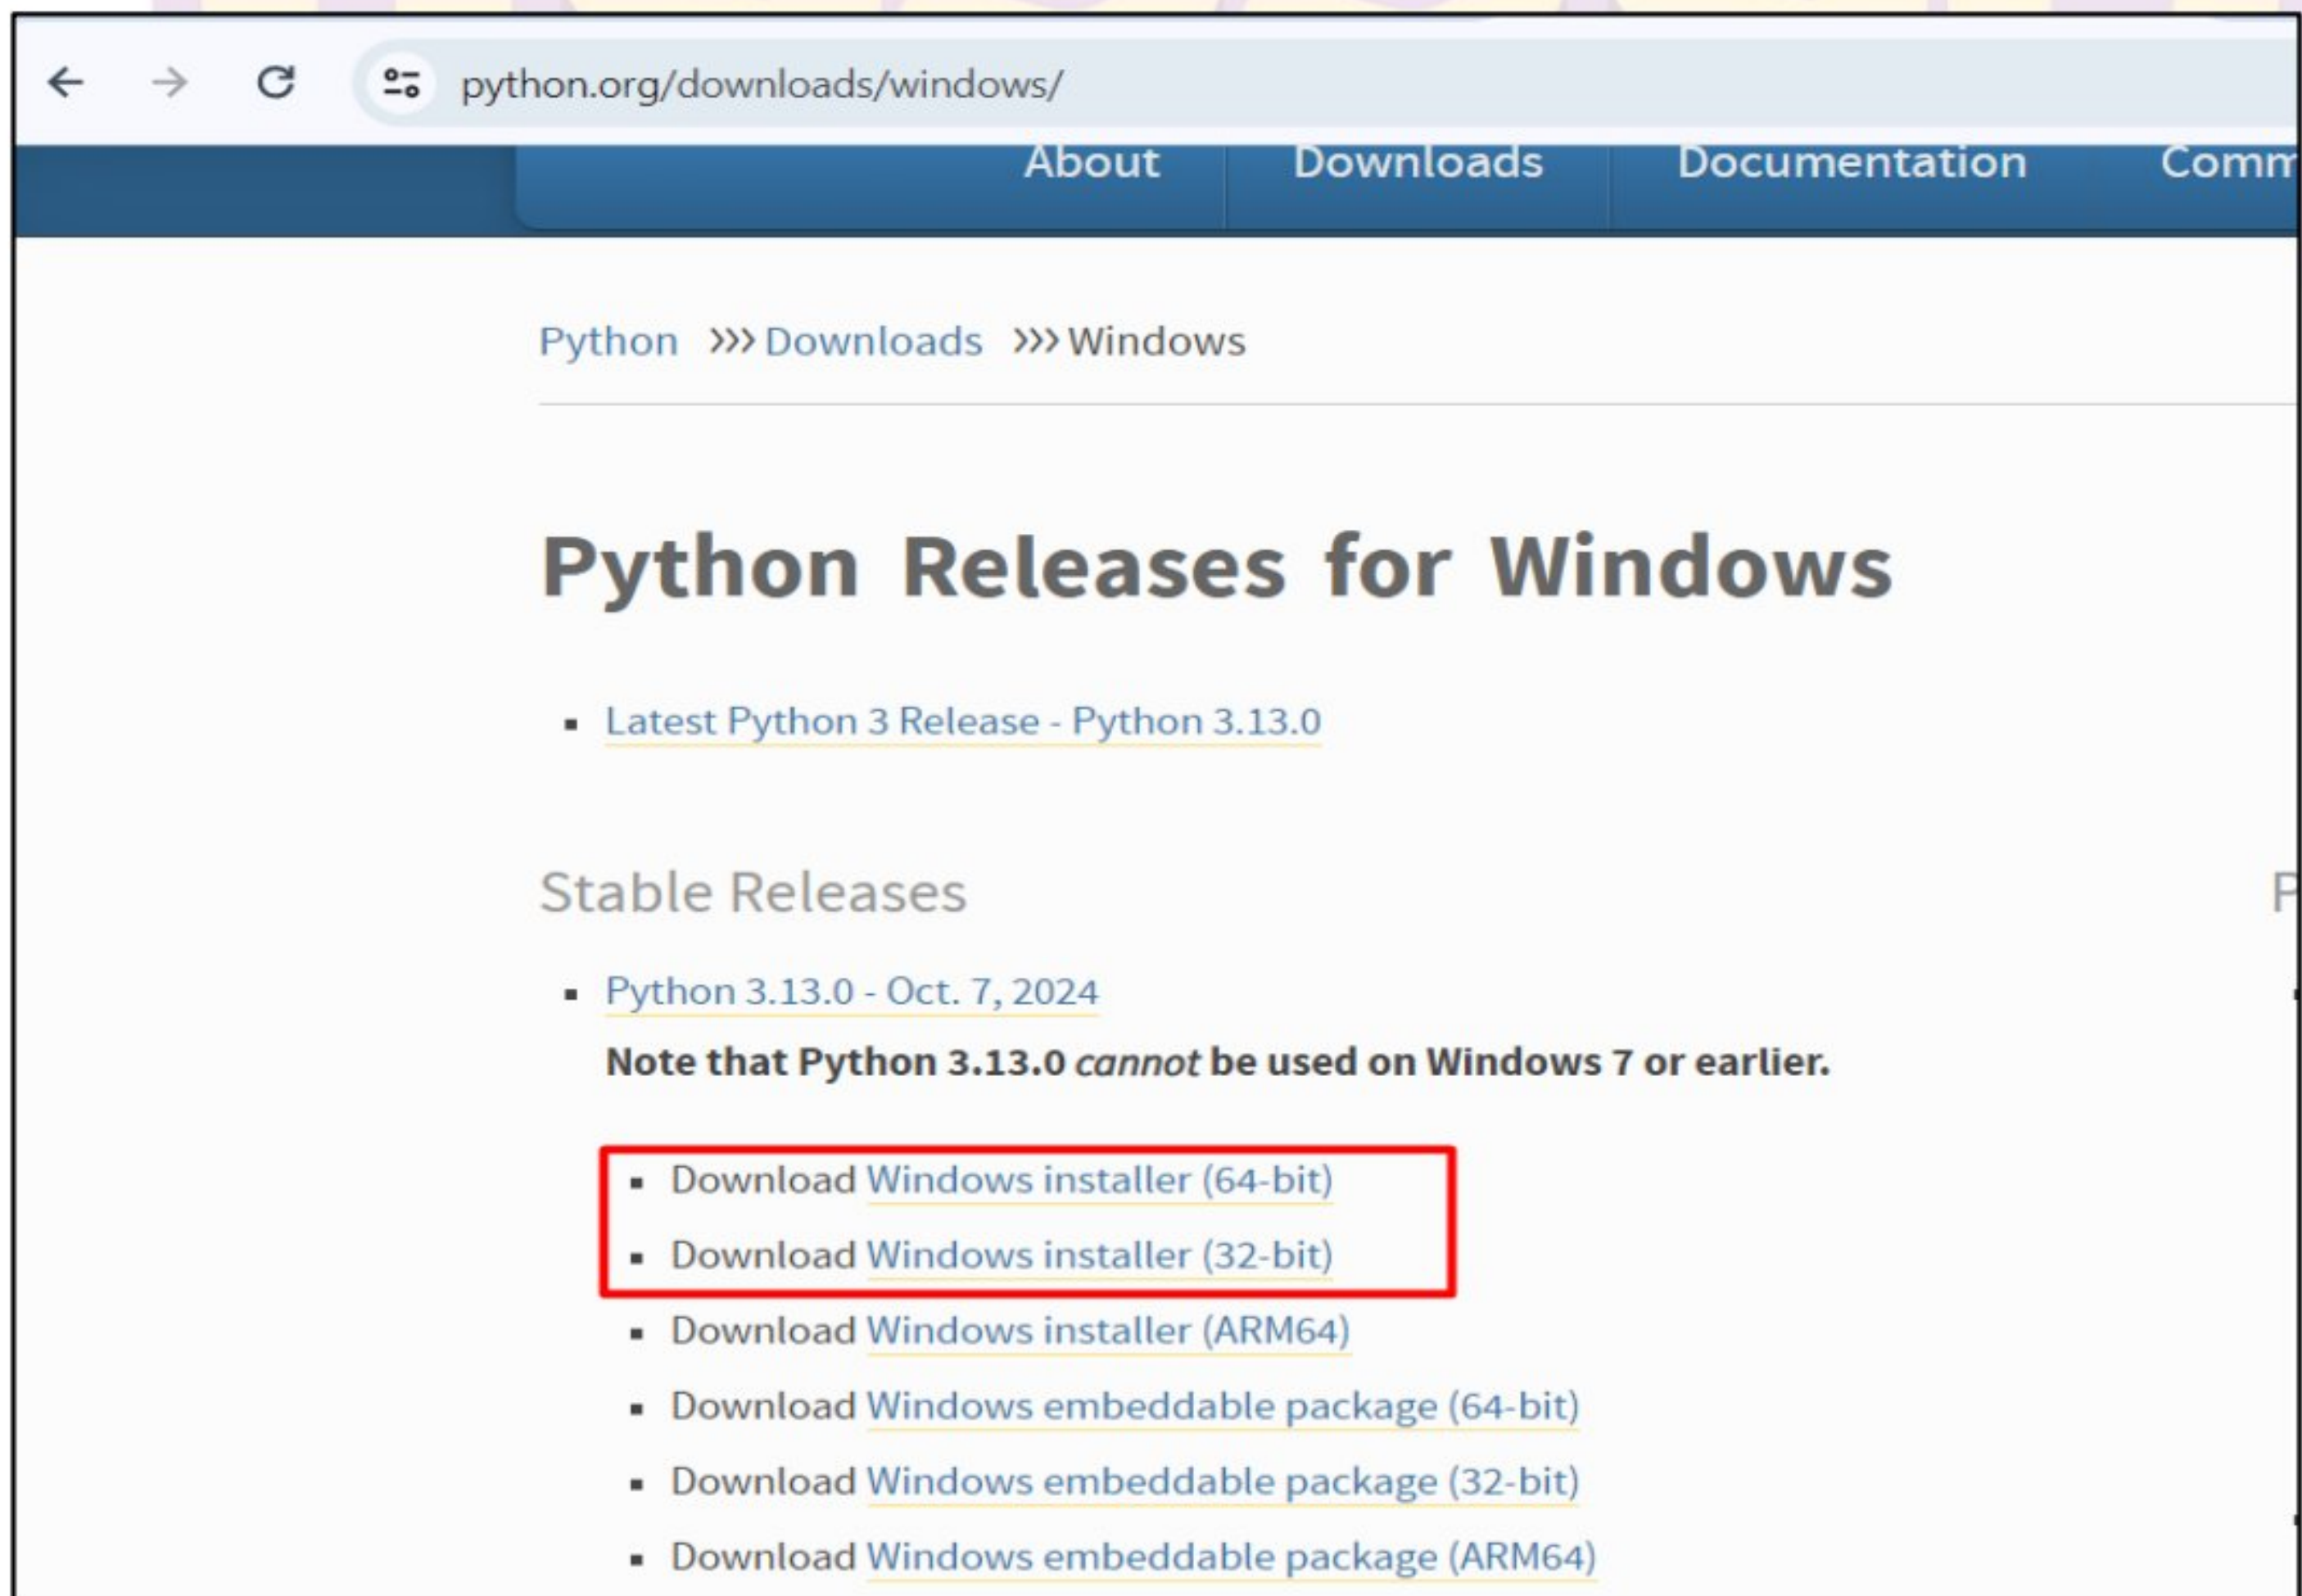 python.org/downloads/windows/
About Downloads Documentation Comm
Python >>> Downloads >>> Windows
Python Releases for Windows
Latest Python 3 Release - Python 3.13.0
Stable Releases
P
Python 3.13.0 - Oct. 7, 2024
Note that Python 3.13.0 cannot be used on Windows 7 or earlier.
Download Windows installer (64-bit)
Download Windows installer (32-bit)
Download Windows installer (ARM64)
Download Windows embeddable package (64-bit)
Download Windows embeddable package (32-bit)
Download Windows embeddable package (ARM64)